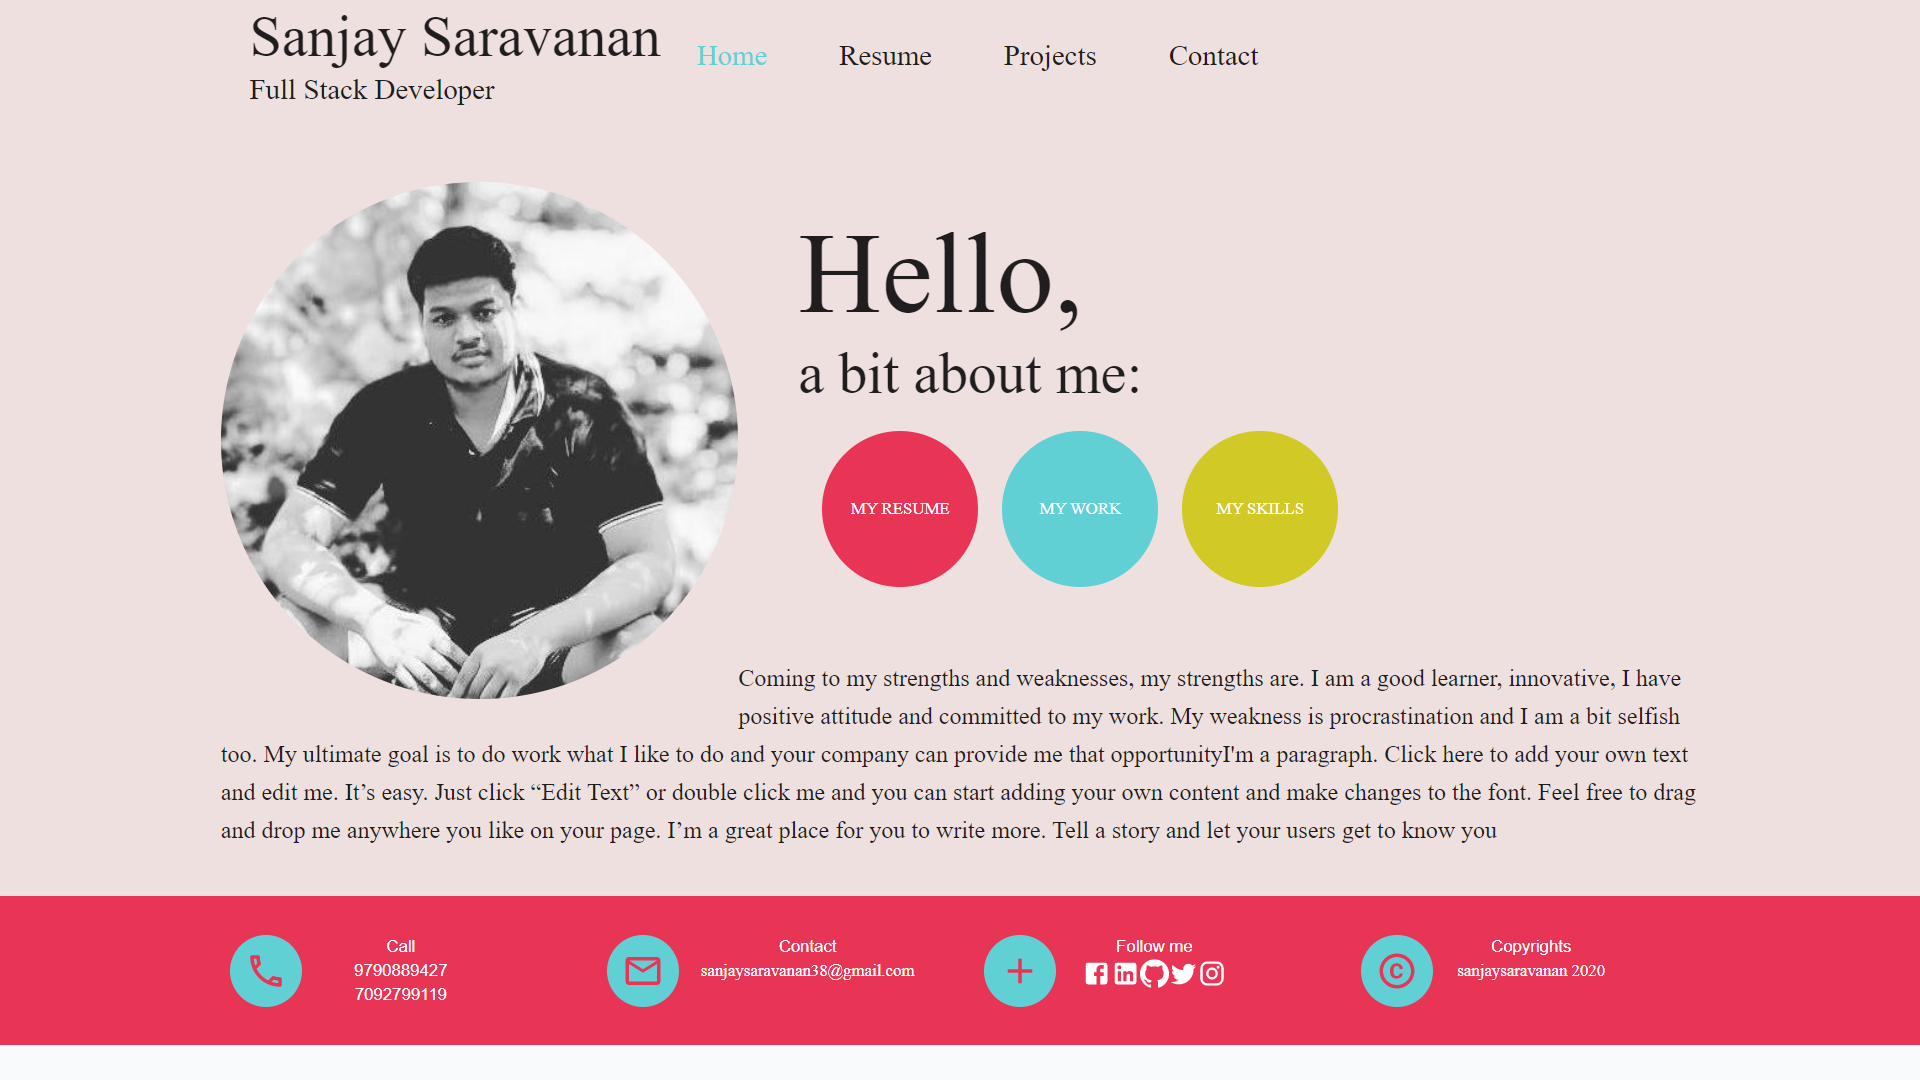 Sanjay Saravanan
Full Stack Developer
Home
Resume
Projects
Contact
Hello,
a bit about me:
MY RESUME
MY WORK
MY SKILLS
Coming to my strengths and weaknesses, my strengths are. I am a good learner, innovative, I have
positive attitude and committed to my work. My weakness is procrastination and I am a bit selfish
too. My ultimate goal is to do work what I like to do and your company can provide me that opportunityI'm a paragraph. Click here to add your own text
and edit me. It’s easy. Just click “Edit Text” or double click me and you can start adding your own content and make changes to the font. Feel free to drag
and drop me anywhere you like on your page. I’m a great place for you to write more. Tell a story and let your users get to know you
Call
9790889427
7092799119
Contact
sanjaysaravanan38@gmail.com
Follow me
Copyrights
sanjaysaravanan 2020